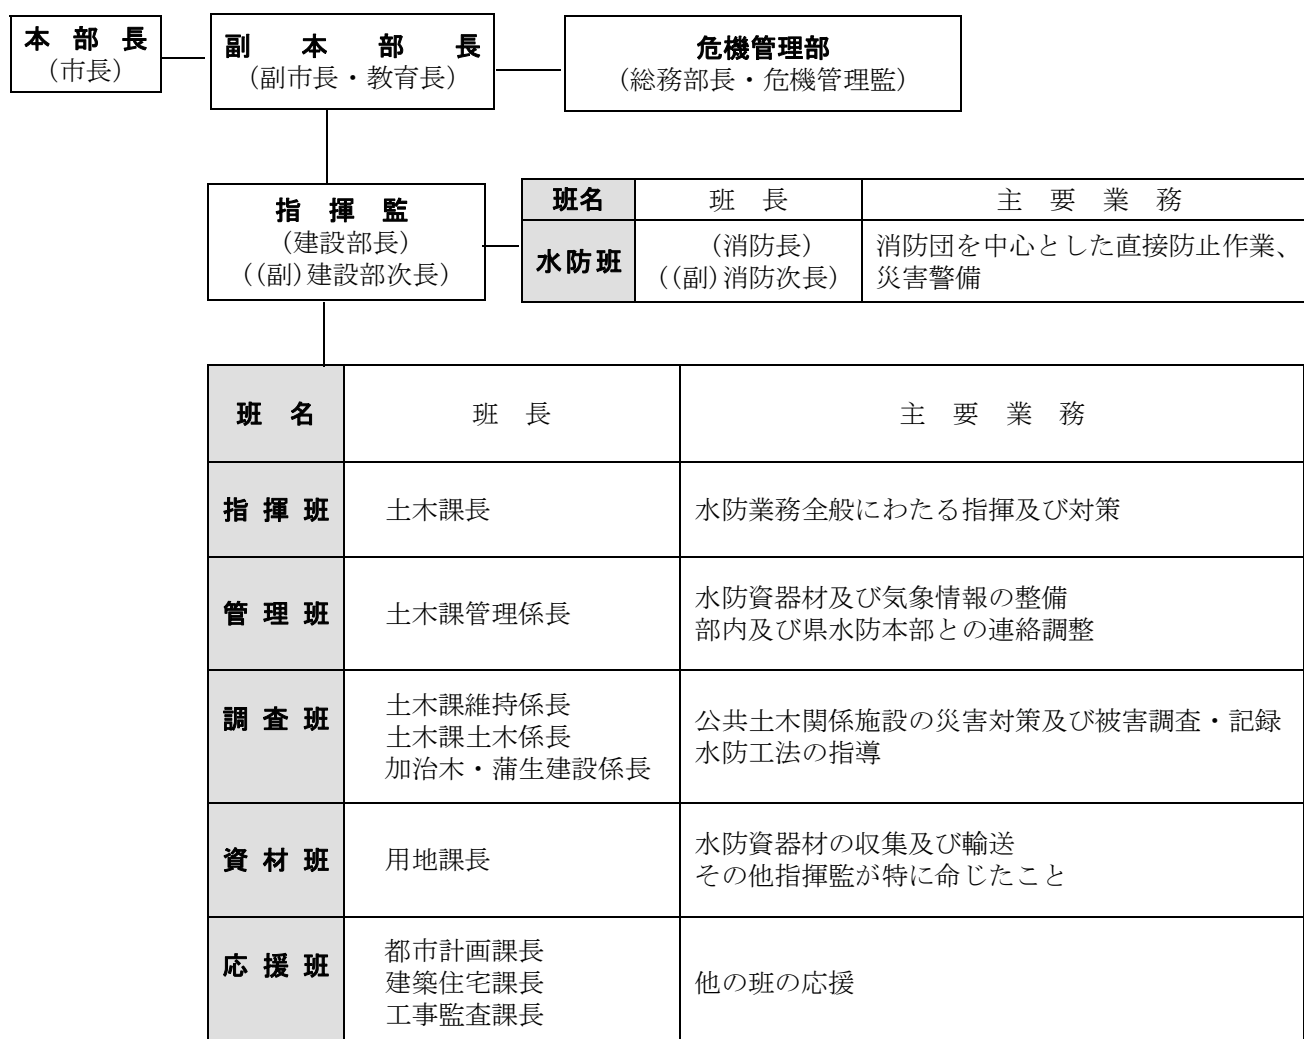 本 部 長
（市長）
副 本 部 長
（副市長・教育長）
危機管理部
（総務部長・危機管理監）
指 揮 監
（建設部長）
（(副)建設部次長）
班名 班 長 主 要 業 務
水防班
（消防長）
（(副)消防次長）
消防団を中心とした直接防止作業、
災害警備
班 名 班 長 主 要 業 務
指 揮 班 土木課長 水防業務全般にわたる指揮及び対策
管 理 班 土木課管理係長
水防資器材及び気象情報の整備
部内及び県水防本部との連絡調整
調 査 班
土木課維持係長
土木課土木係長
加治木・蒲生建設係長
公共土木関係施設の災害対策及び被害調査・記録
水防工法の指導
資 材 班 用地課長
水防資器材の収集及び輸送
その他指揮監が特に命じたこと
応 援 班
都市計画課長
建築住宅課長
工事監査課長
他の班の応援